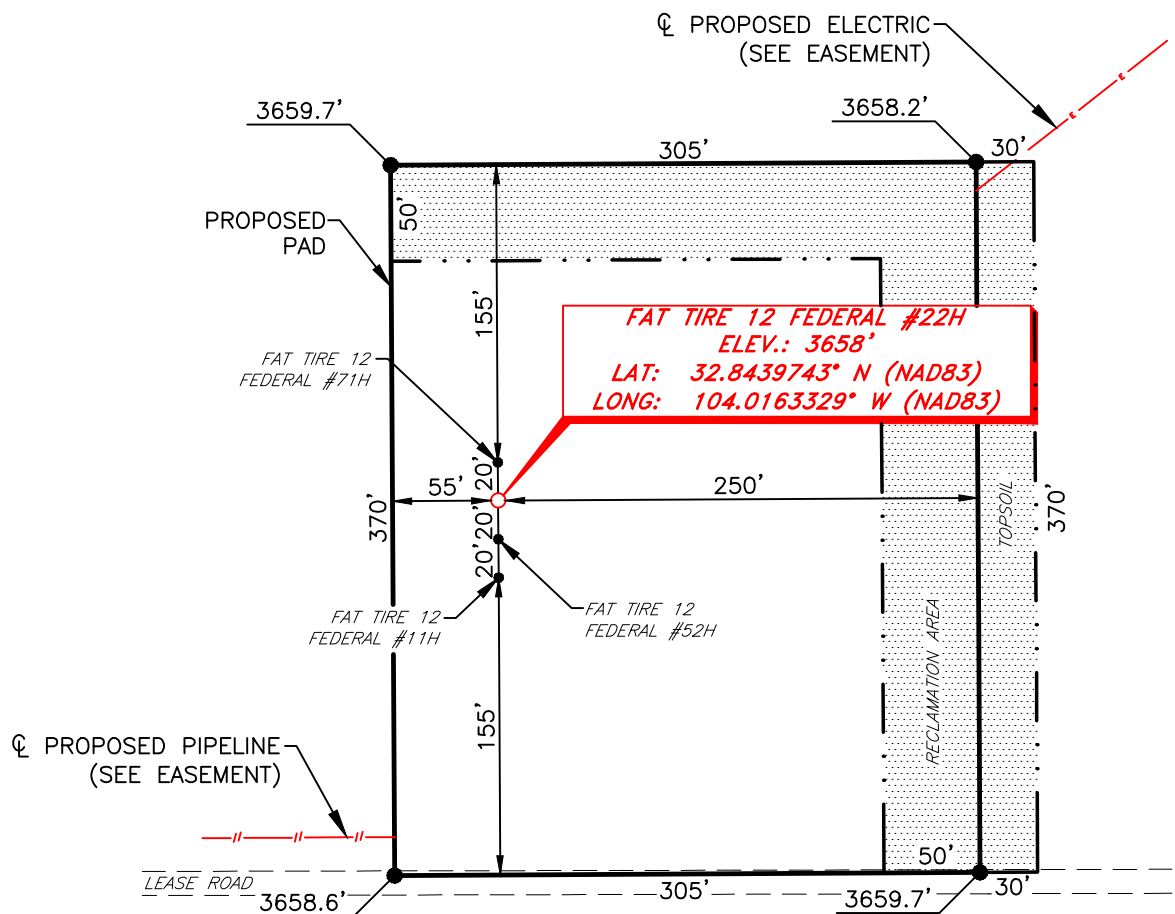 ℄ PROPOSED ELECTRIC
(SEE EASEMENT)
E
E
3659.7'
3658.2'
305'
30'
50'
PROPOSED
PAD
155'
FAT TIRE 12 FEDERAL #22H
ELEV.: 3658'
LAT: 32.8439743° N (NAD83)
LONG: 104.0163329° W (NAD83)
FAT TIRE 12
FEDERAL #71H
20'
55'
250'
370'
20'
20'
TOPSOIL
370'
FAT TIRE 12
FEDERAL #11H
FAT TIRE 12
FEDERAL #52H
RECLAMATION AREA
155'
℄ PROPOSED PIPELINE
(SEE EASEMENT)
50'
LEASE ROAD
305'
30'
3658.6'
3659.7'